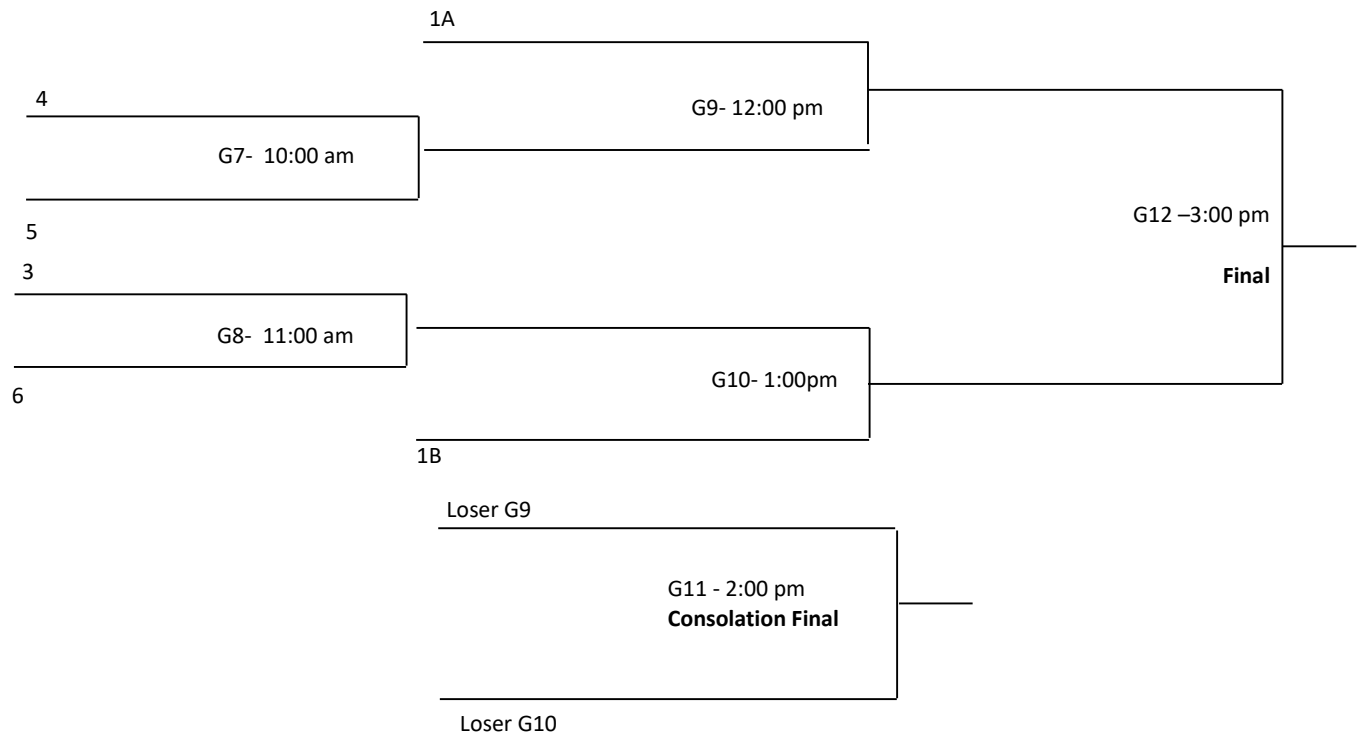 1A
4
G9- 12:00 pm
G7-  10:00 am
G12 –3:00 pm
5
3
Final
G8-  11:00 am
G10- 1:00pm
6
1B
Loser G9
G11 - 2:00 pm
Consolation Final
Loser G10